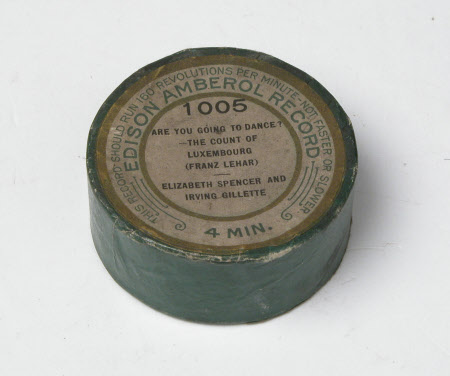 THIS RECORD SHOULD RUN 160 REVOLUTIONS PER MINUTE-NOT FASTER OR SLOWER
EDISON AMBEROL RECORD
1005
ARE YOU GOING TO DANCE?
—THE COUNT OF
LUXEMBOURG
(FRANZ LEHAR)
ELIZABETH SPENCER AND
IRVING GILLETTE
4 MIN.